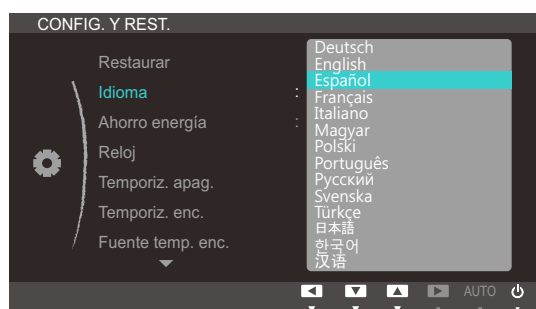 CONFIG. Y REST.
Restaurar
Idioma :
Ahorro energía :
Reloj
Temporiz. apag.
Temporiz. enc.
Fuente temp. enc.
Deutsch
English
Español
Français
Italiano
Magyar
Polski
Português
Русский
Svenska
Türkçe
日本語
한국어
汉语
AUTO